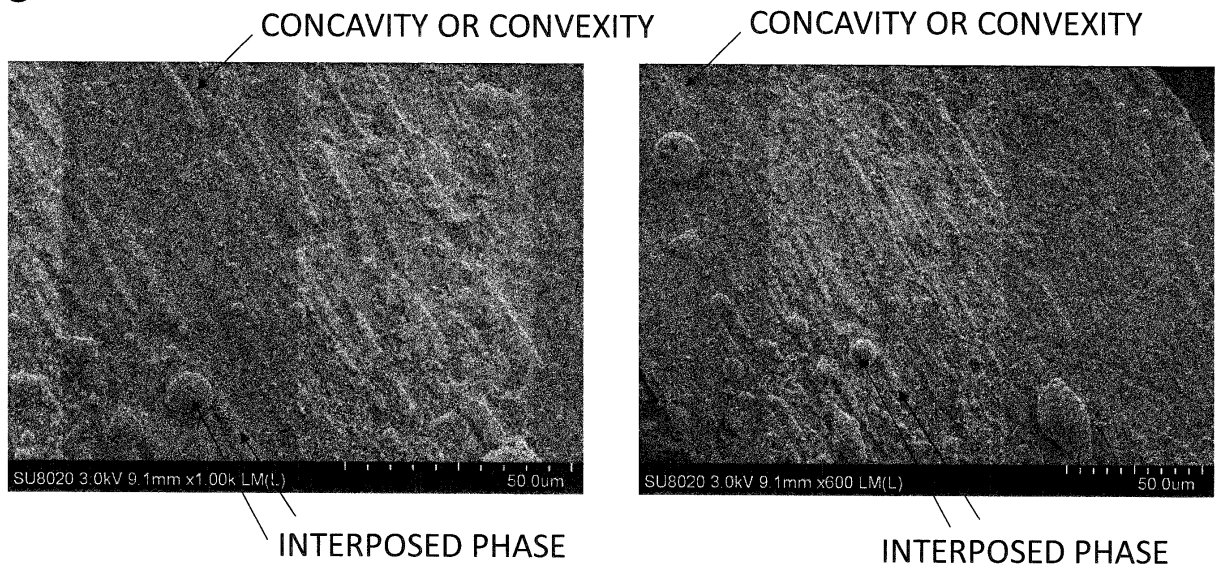 CONCAVITY OR CONVEXITY
CONCAVITY OR CONVEXITY
SU8020 3.0kV 9.1mm x1.00k LM(L)
50.0um
SU8020 3.0kV 9.1mm x600 LM(L)
50.0um
INTERPOSED PHASE
INTERPOSED PHASE